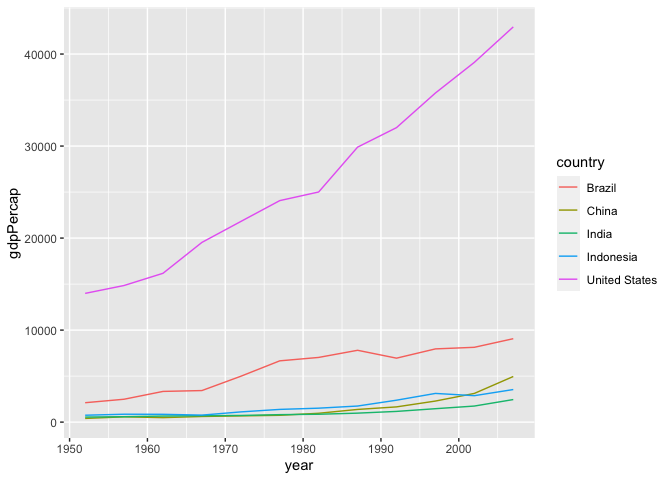 40000
30000
20000
10000
0
gdpPercap
1950
1960
1970
1980
1990
2000
year
country
Brazil
China
India
Indonesia
United States